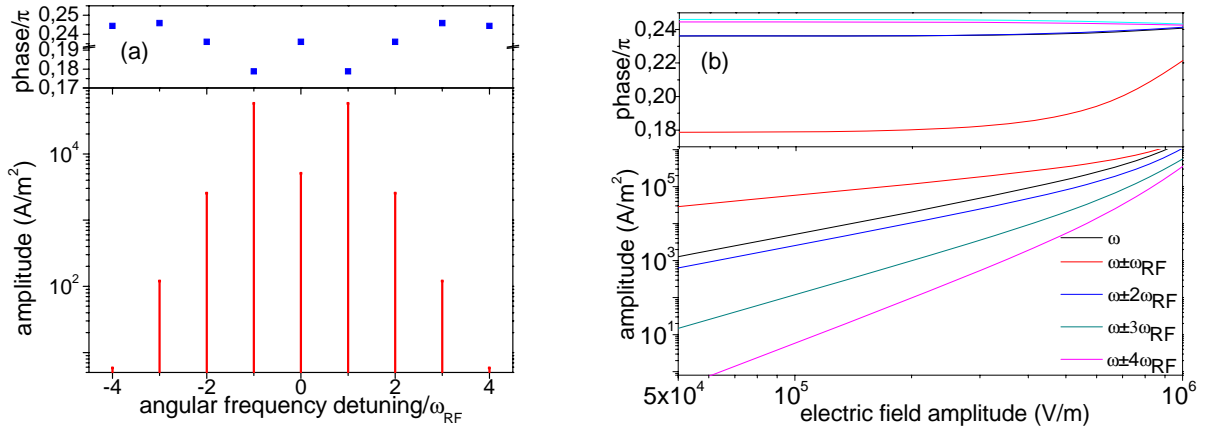 0,25
0,24
0,19
0,18
0,17
phase/π
(a)
10⁴
10²
amplitude (A/m²)
-4 -2 0 2 4
angular frequency detuning/ω_RF
0,24
0,22
0,20
0,18
phase/π
(b)
10⁵
10³
10¹
amplitude (A/m²)
ω
ω±ω_RF
ω±2ω_RF
ω±3ω_RF
ω±4ω_RF
5x10⁴ 10⁵ 10⁶
electric field amplitude (V/m)